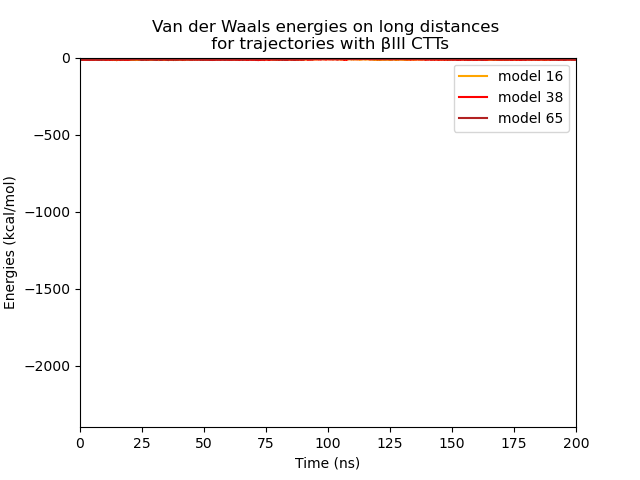 Van der Waals energies on long distances
for trajectories with βIII CTTs
0
−500
−1000
−1500
−2000
Energies (kcal/mol)
model 16
model 38
model 65
0 25 50 75 100 125 150 175 200
Time (ns)